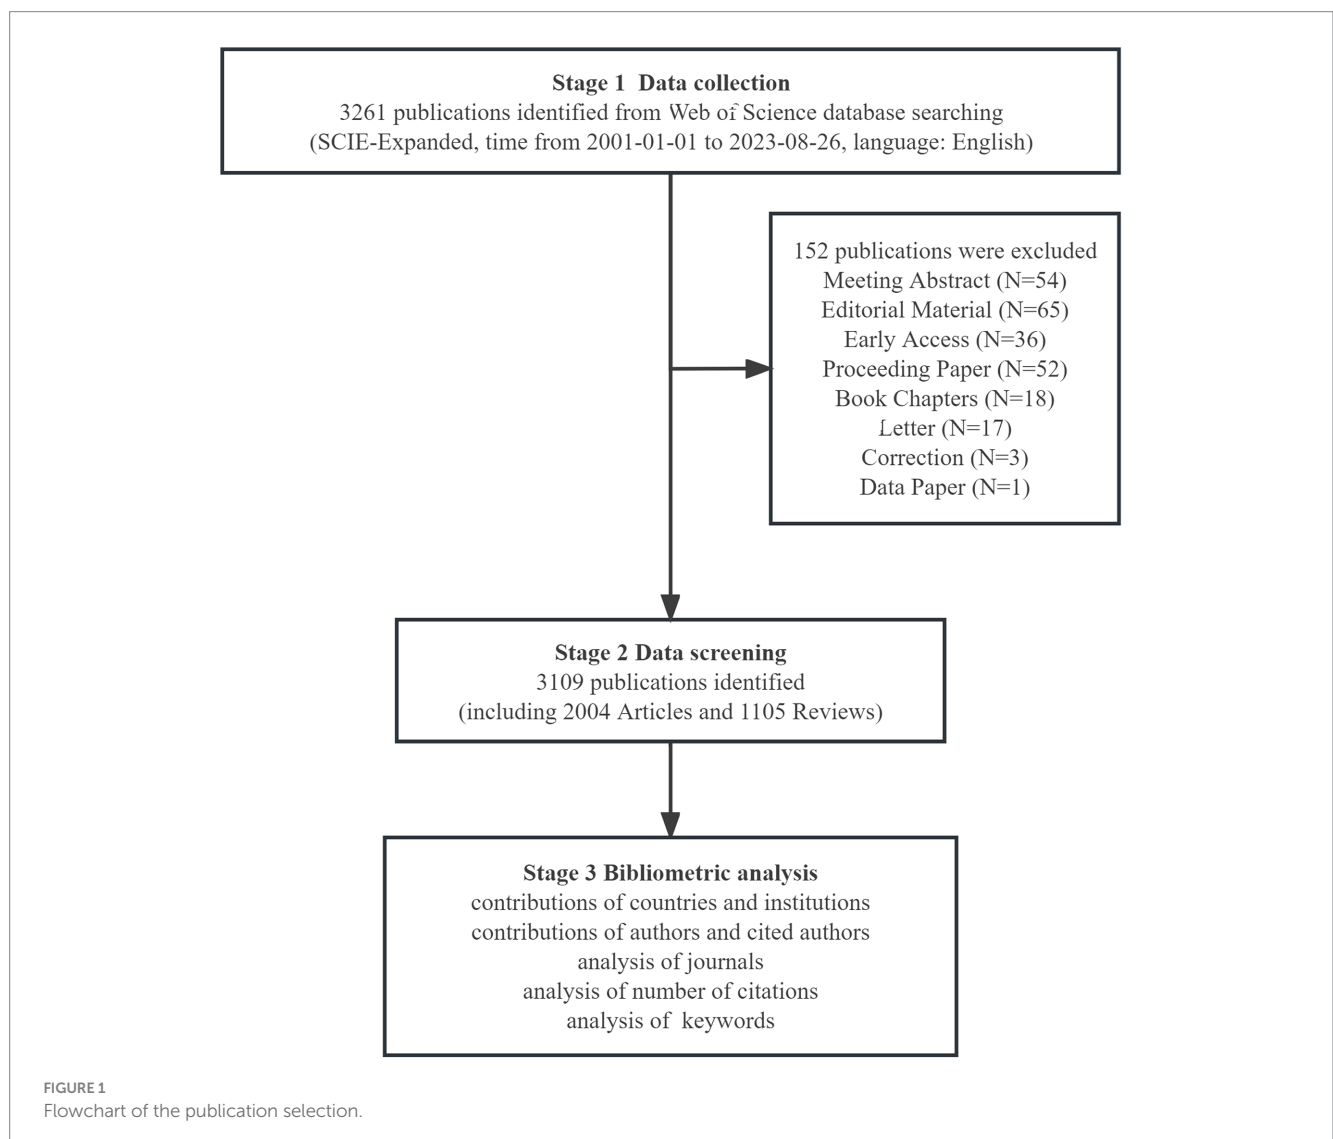 Stage 1  Data collection
3261 publications identified from Web of Science database searching
(SCIE-Expanded, time from 2001-01-01 to 2023-08-26, language: English)
152 publications were excluded
Meeting Abstract (N=54)
Editorial Material (N=65)
Early Access (N=36)
Proceeding Paper (N=52)
Book Chapters (N=18)
Letter (N=17)
Correction (N=3)
Data Paper (N=1)
Stage 2 Data screening
3109 publications identified
(including 2004 Articles and 1105 Reviews)
Stage 3 Bibliometric analysis
contributions of countries and institutions
contributions of authors and cited authors
analysis of journals
analysis of number of citations
analysis of  keywords
FIGURE 1
Flowchart of the publication selection.